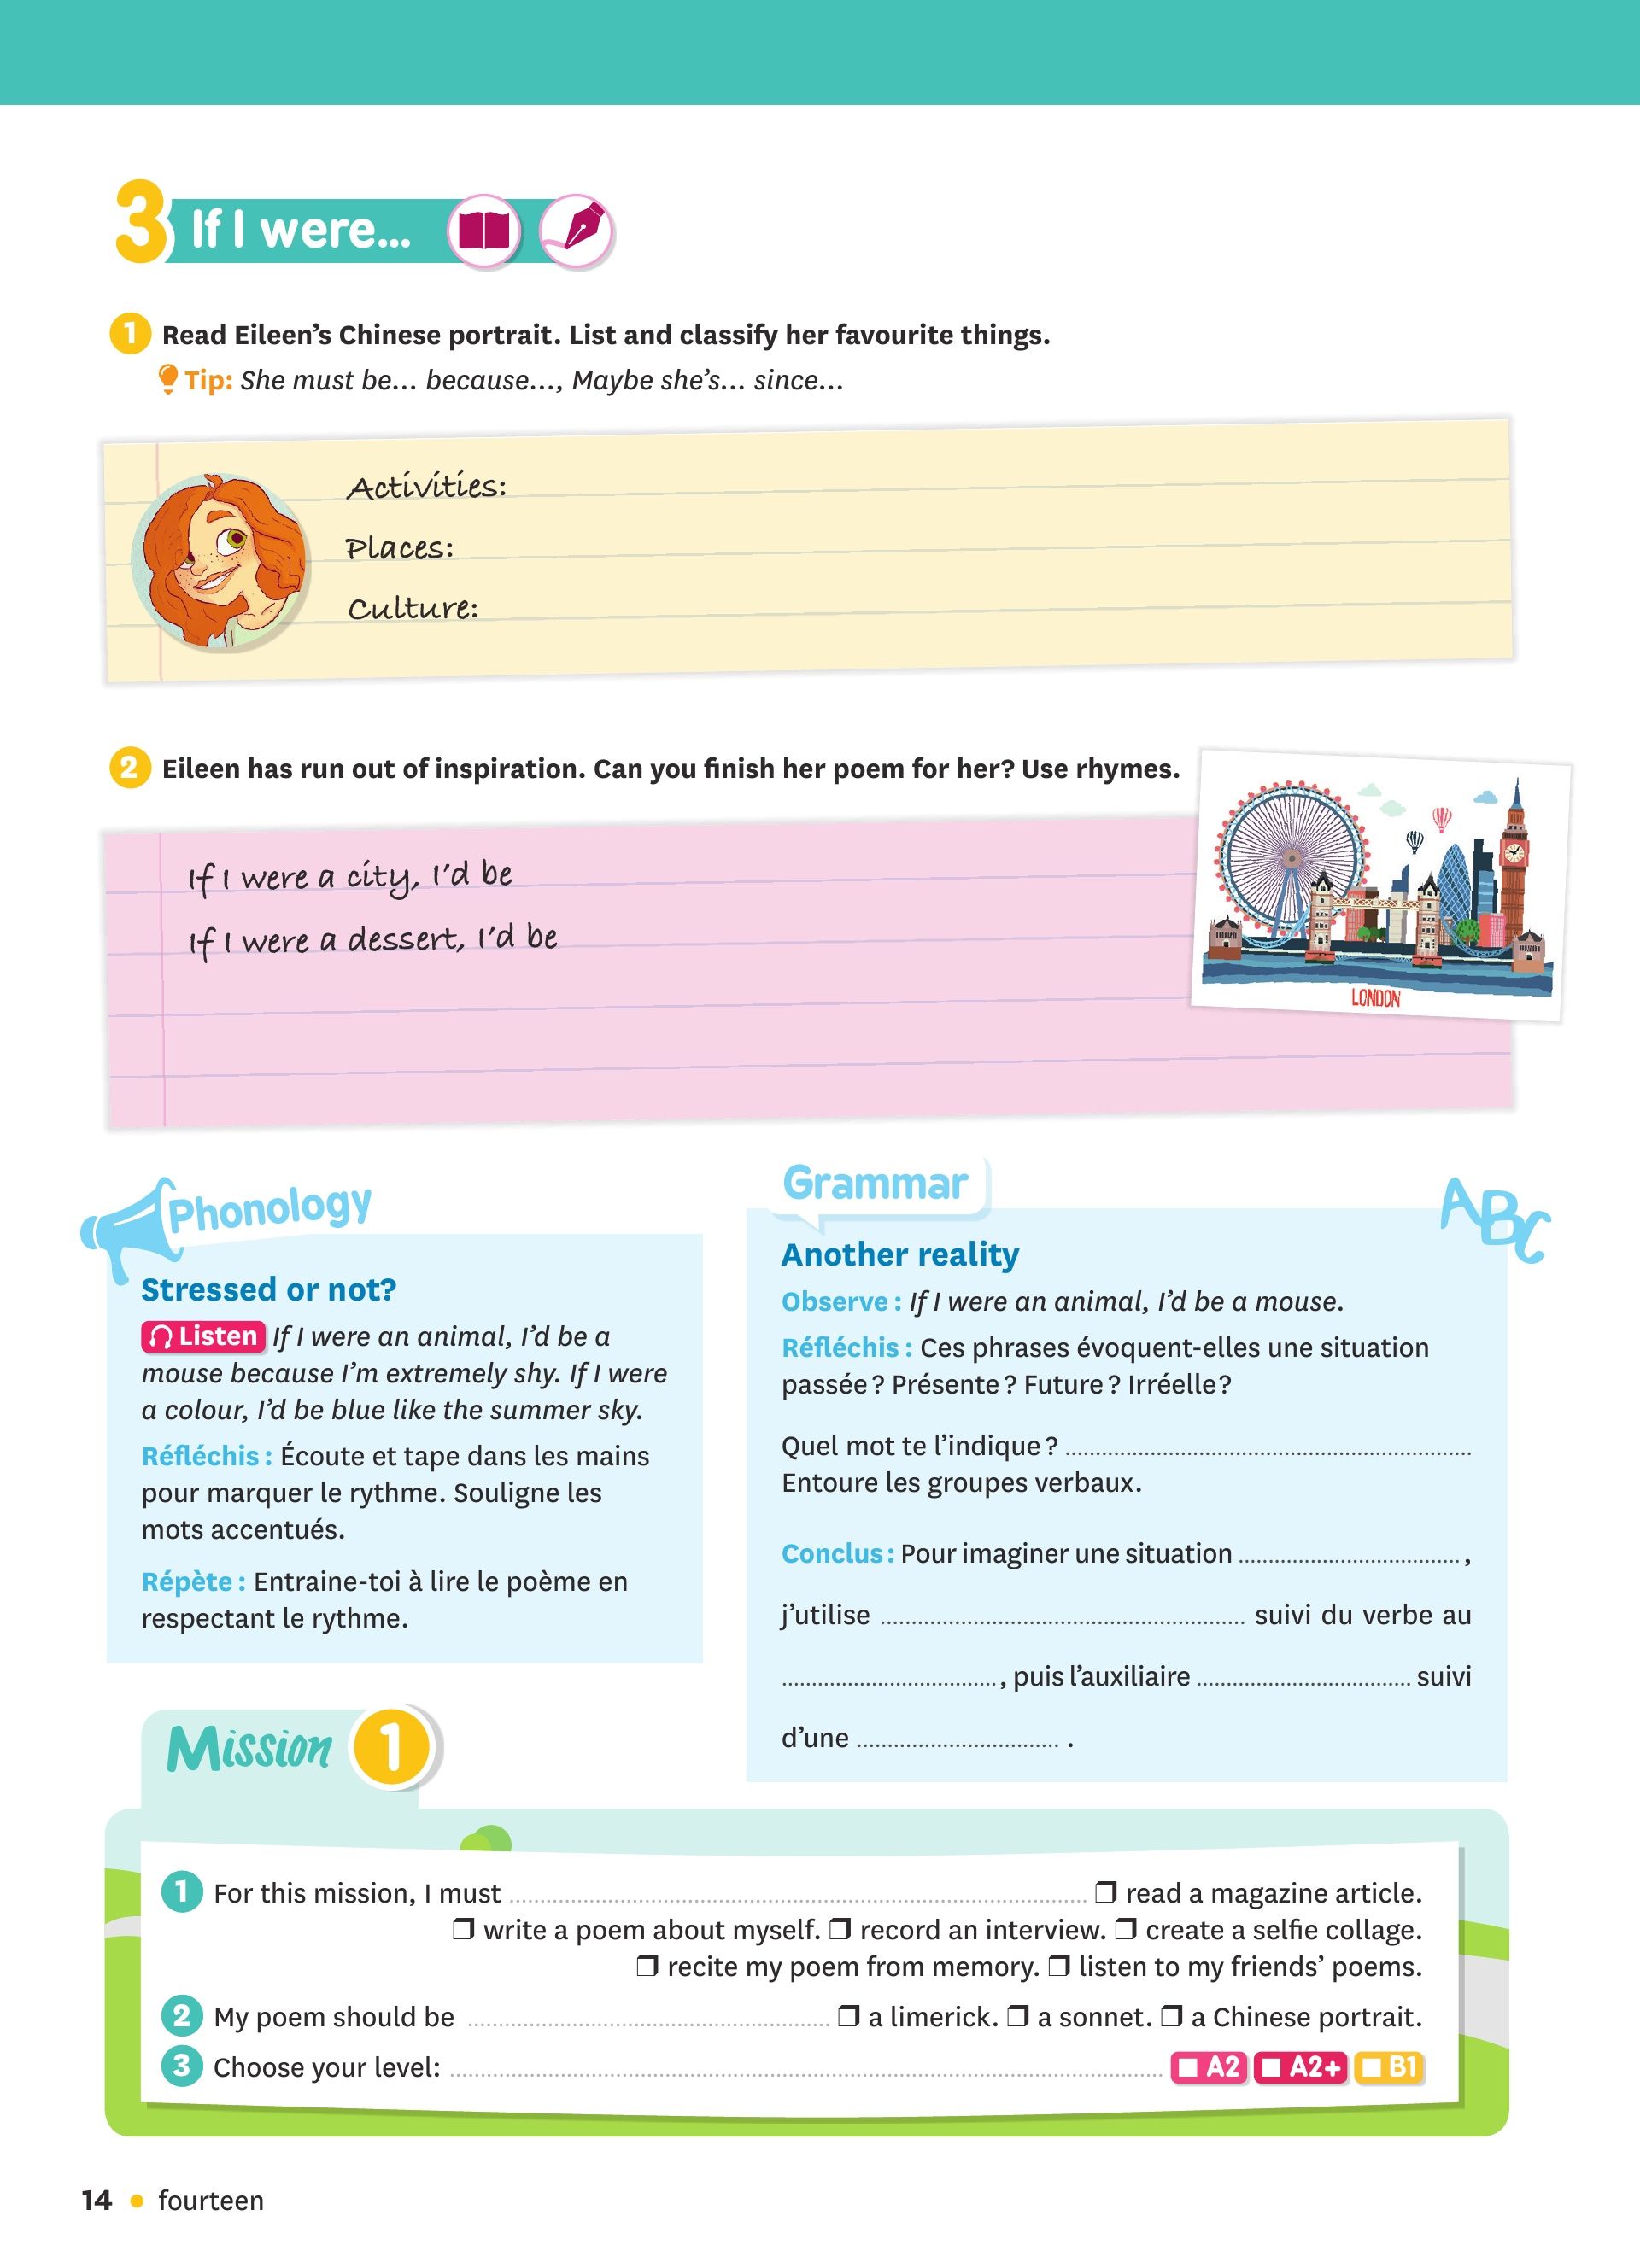 3 If I were...
1 Read Eileen's Chinese portrait. List and classify her favourite things.
Tip: She must be... because..., Maybe she's... since...
Activities:
Places:
Culture:
2 Eileen has run out of inspiration. Can you finish her poem for her? Use rhymes.
If I were a city, I'd be
If I were a dessert, I'd be
LONDON
Phonology
Stressed or not?
Listen If I were an animal, I'd be a
mouse because I'm extremely shy. If I were
a colour, I'd be blue like the summer sky.
Réfléchis : Écoute et tape dans les mains
pour marquer le rythme. Souligne les
mots accentués.
Répète : Entraine-toi à lire le poème en
respectant le rythme.
Grammar
ABC
Another reality
Observe : If I were an animal, I'd be a mouse.
Réfléchis : Ces phrases évoquent-elles une situation
passée ? Présente ? Future ? Irréelle ?
Quel mot te l'indique ? ........................
Entoure les groupes verbaux.
Conclus : Pour imaginer une situation ........................ ,
j'utilise ........................ suivi du verbe au
........................ , puis l'auxiliaire ........................ suivi
d'une ........................ .
Mission 1
1 For this mission, I must ........................ ❒ read a magazine article.
❒ write a poem about myself. ❒ record an interview. ❒ create a selfie collage.
❒ recite my poem from memory. ❒ listen to my friends' poems.
2 My poem should be ........................ ❒ a limerick. ❒ a sonnet. ❒ a Chinese portrait.
3 Choose your level: ........................ ■ A2 ■ A2+ ■ B1
14 • fourteen